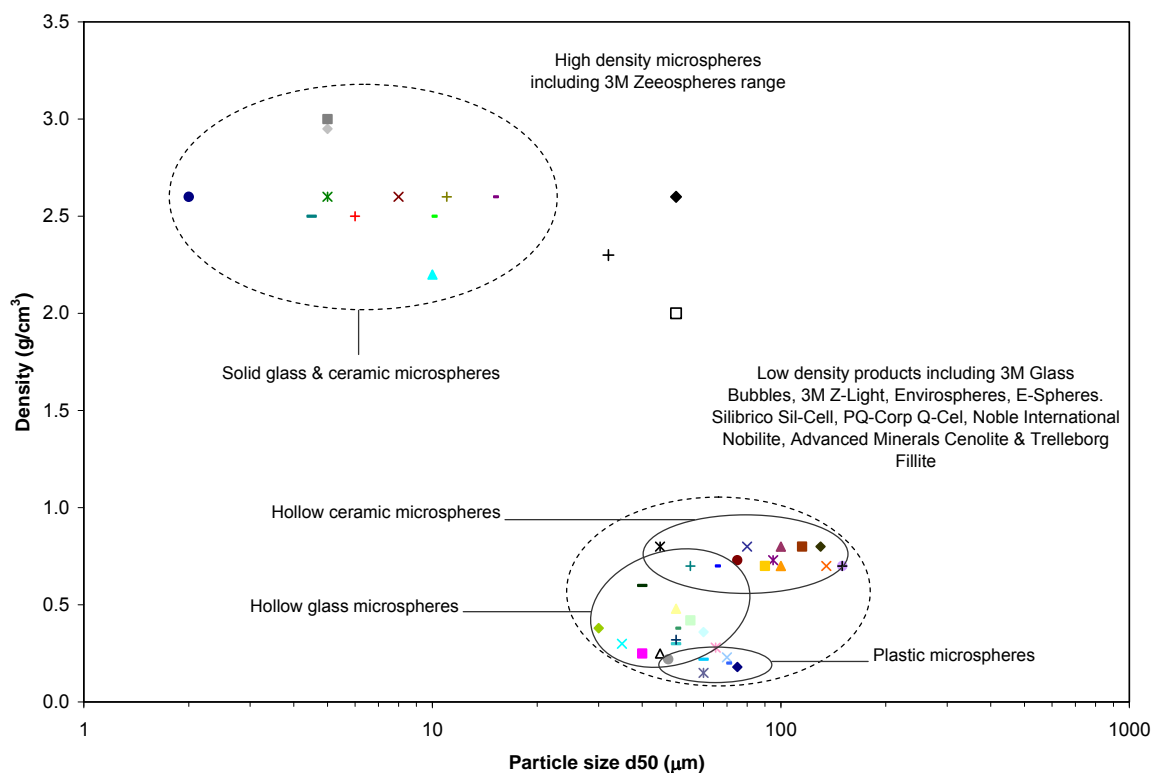 3.5
High density microspheres
including 3M Zeeospheres range
3.0
2.5
2.0
Solid glass & ceramic microspheres
Low density products including 3M Glass
Bubbles, 3M Z-Light, Envirospheres, E-Spheres.
Silibrico Sil-Cell, PQ-Corp Q-Cel, Noble International
Nobilite, Advanced Minerals Cenolite & Trelleborg
Fillite
1.5
1.0
Hollow ceramic microspheres
0.5
Hollow glass microspheres
Plastic microspheres
0.0
1 10 100 1000
Particle size d50 (μm)
Density (g/cm³)